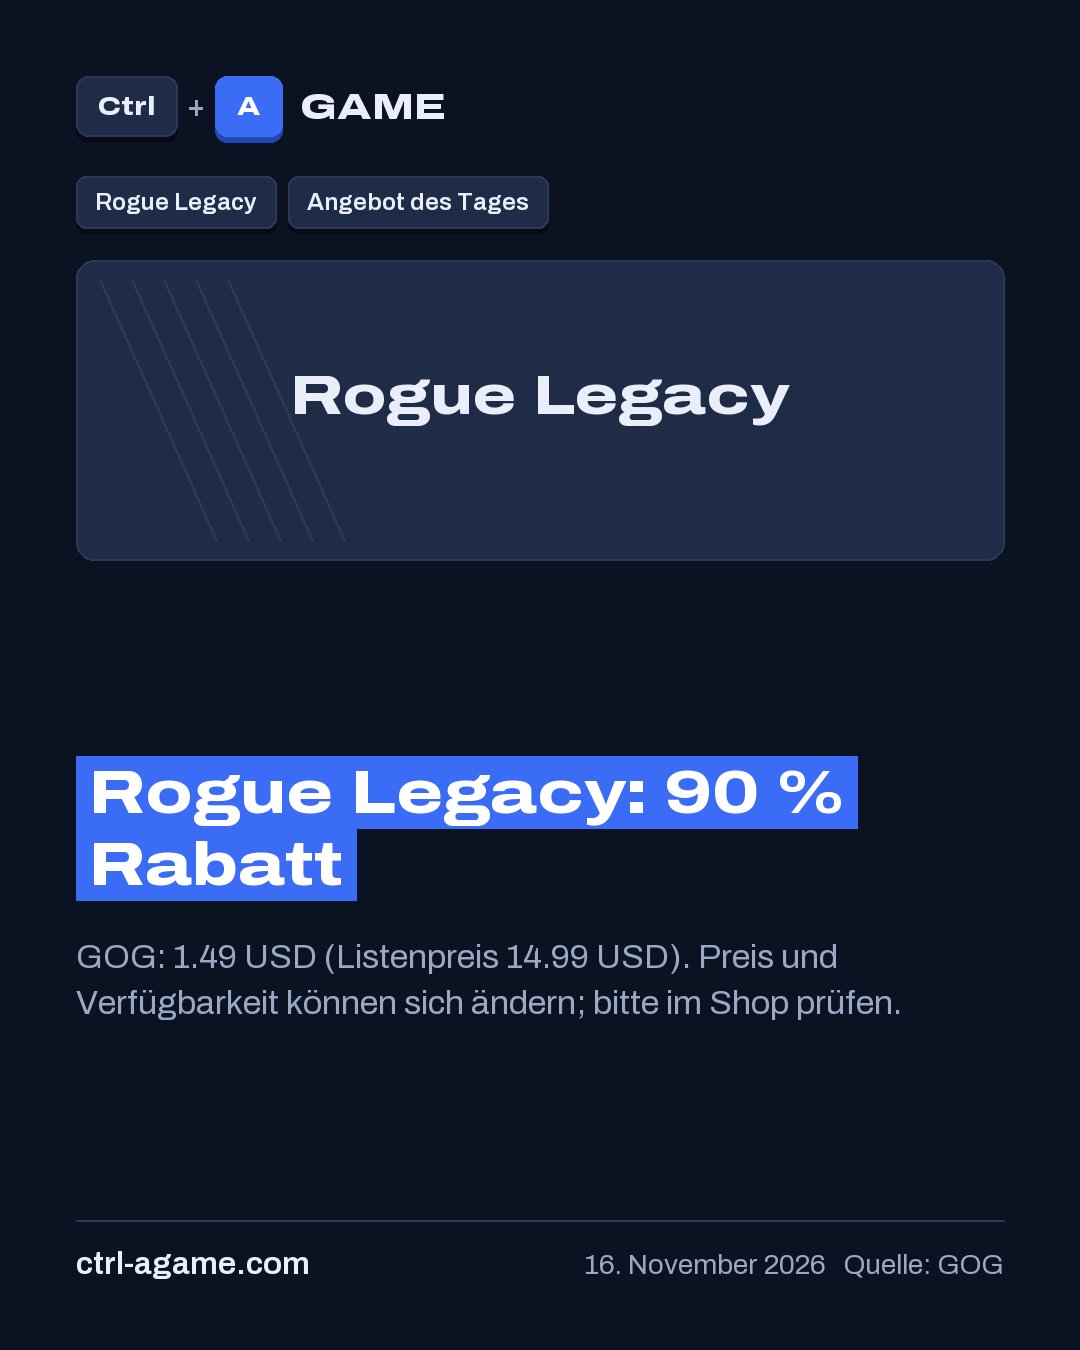 Ctrl + A GAME
Rogue Legacy Angebot des Tages
Rogue Legacy
Rogue Legacy: 90 %
Rabatt
GOG: 1.49 USD (Listenpreis 14.99 USD). Preis und
Verfügbarkeit können sich ändern; bitte im Shop prüfen.
ctrl-agame.com 16. November 2026 Quelle: GOG